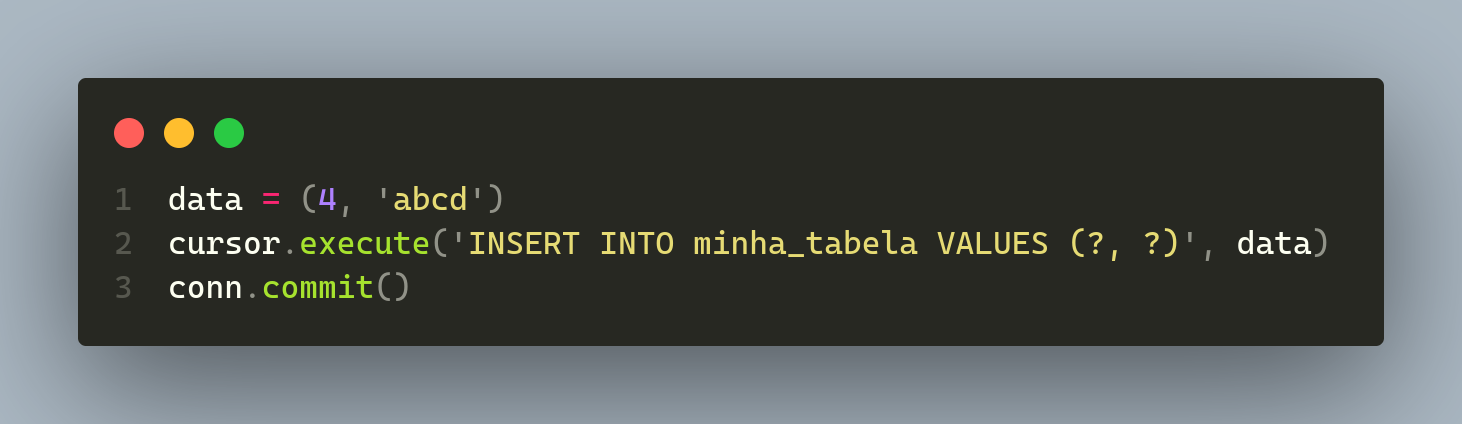 1 data = (4, 'abcd')
2 cursor.execute('INSERT INTO minha_tabela VALUES (?, ?)', data)
3 conn.commit()